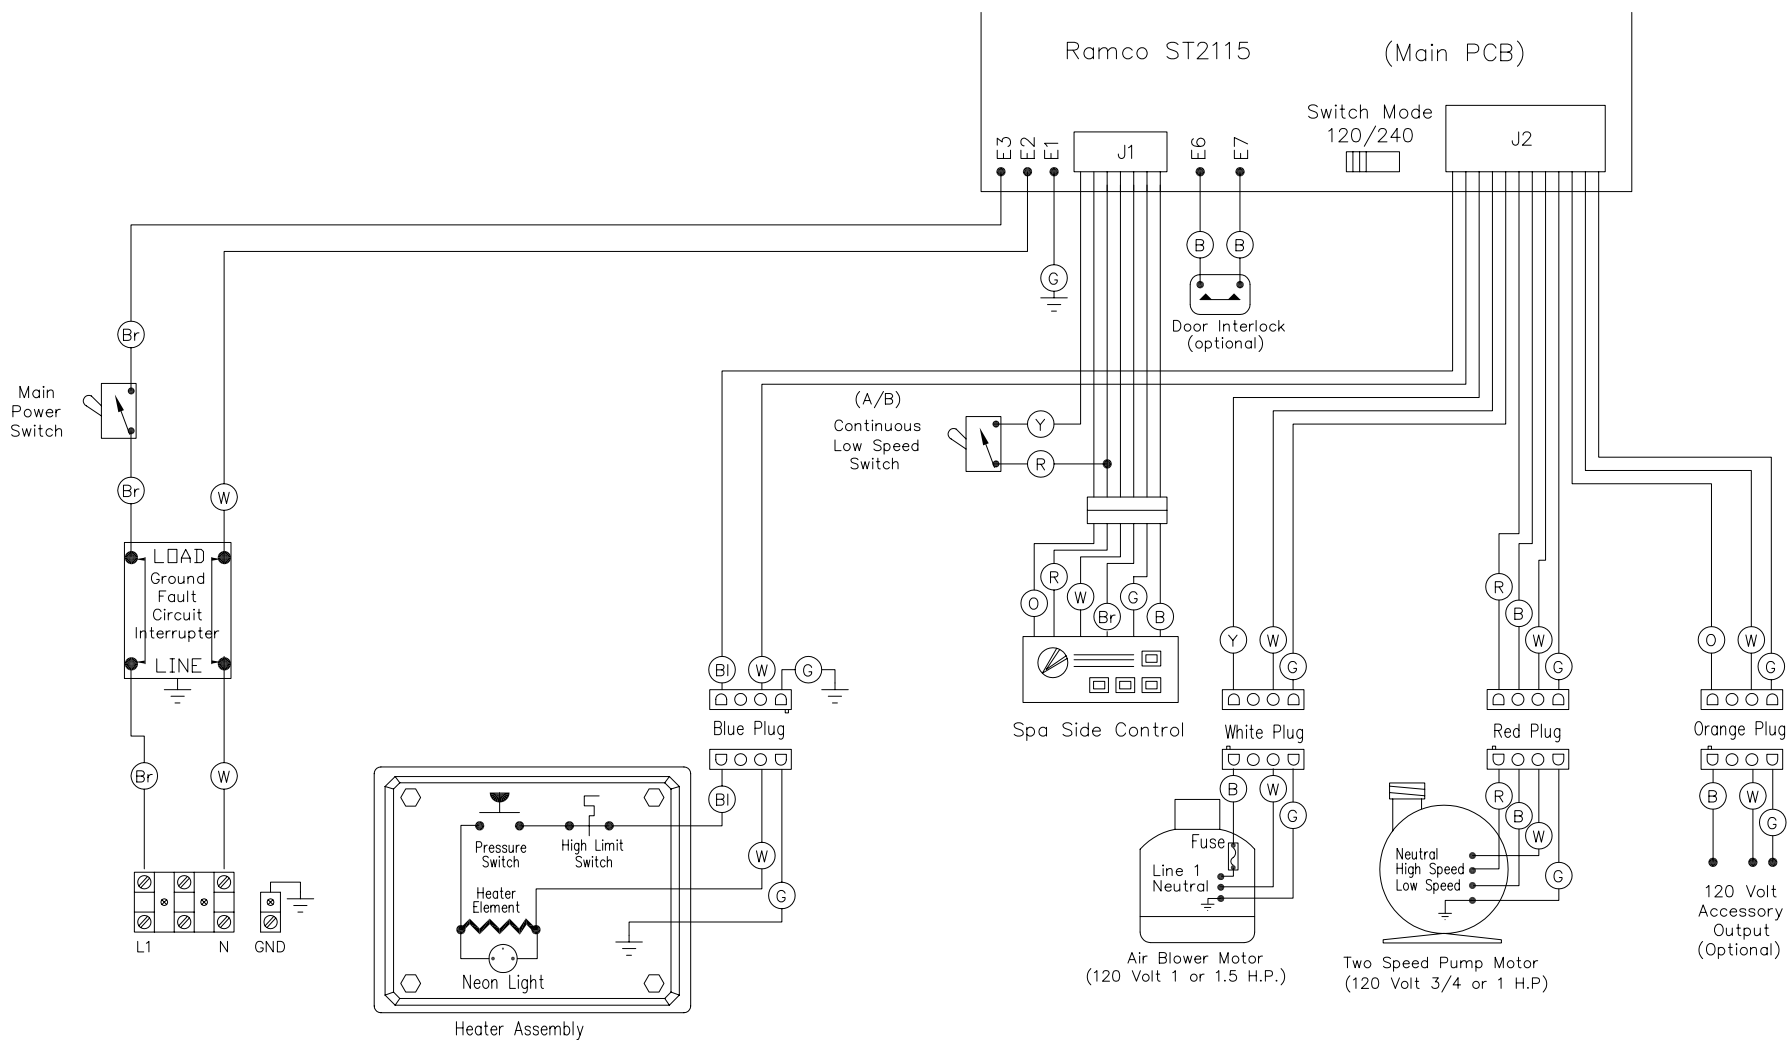 Ramco ST2115 (Main PCB)
Switch Mode
120/240
E3
E2
E1
J1
E6
E7
J2
B B
G
Door Interlock
(optional)
Br
Main
Power
Switch
(A/B)
Continuous
Low Speed
Switch
Y
R
Br
W
LOAD
Ground
Fault
Circuit
Interrupter
LINE
O R W Br G B
Spa Side Control
Bl W G
Blue Plug
Y W G
White Plug
R B W G
Red Plug
O W G
Orange Plug
Br W
L1 N GND
Bl
W
G
Pressure
Switch
High Limit
Switch
Heater
Element
Neon Light
Heater Assembly
B W G
Fuse
Line 1
Neutral
Air Blower Motor
(120 Volt 1 or 1.5 H.P.)
R B W G
Neutral
High Speed
Low Speed
Two Speed Pump Motor
(120 Volt 3/4 or 1 H.P)
B W G
120 Volt
Accessory
Output
(Optional)